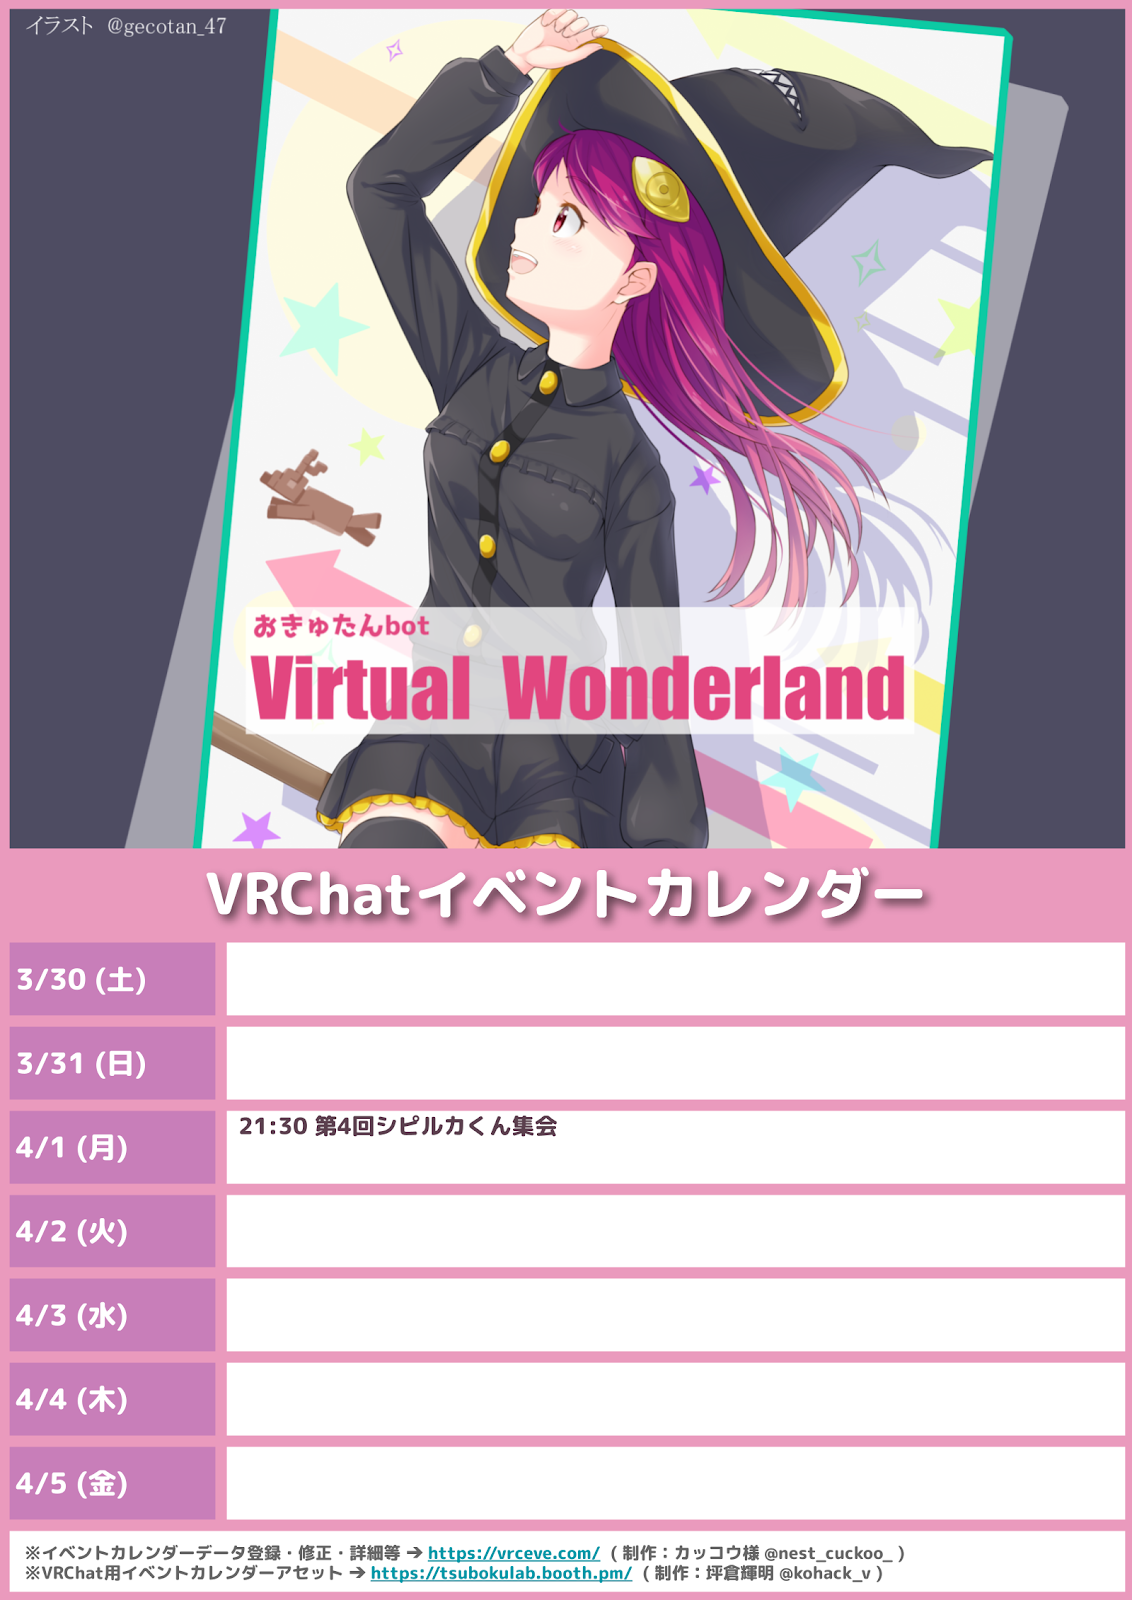 イラスト @gecotan_47
おきゅたんbot
Virtual Wonderland
VRChatイベントカレンダー
3/30 (土)
3/31 (日)
4/1 (月) 21:30 第4回シピルカくん集会
4/2 (火)
4/3 (水)
4/4 (木)
4/5 (金)
※イベントカレンダーデータ登録・修正・詳細等 ➔ https://vrceve.com/ ( 制作：カッコウ様 @nest_cuckoo_ )
※VRChat用イベントカレンダーアセット ➔ https://tsubokulab.booth.pm/ ( 制作：坪倉輝明 @kohack_v )